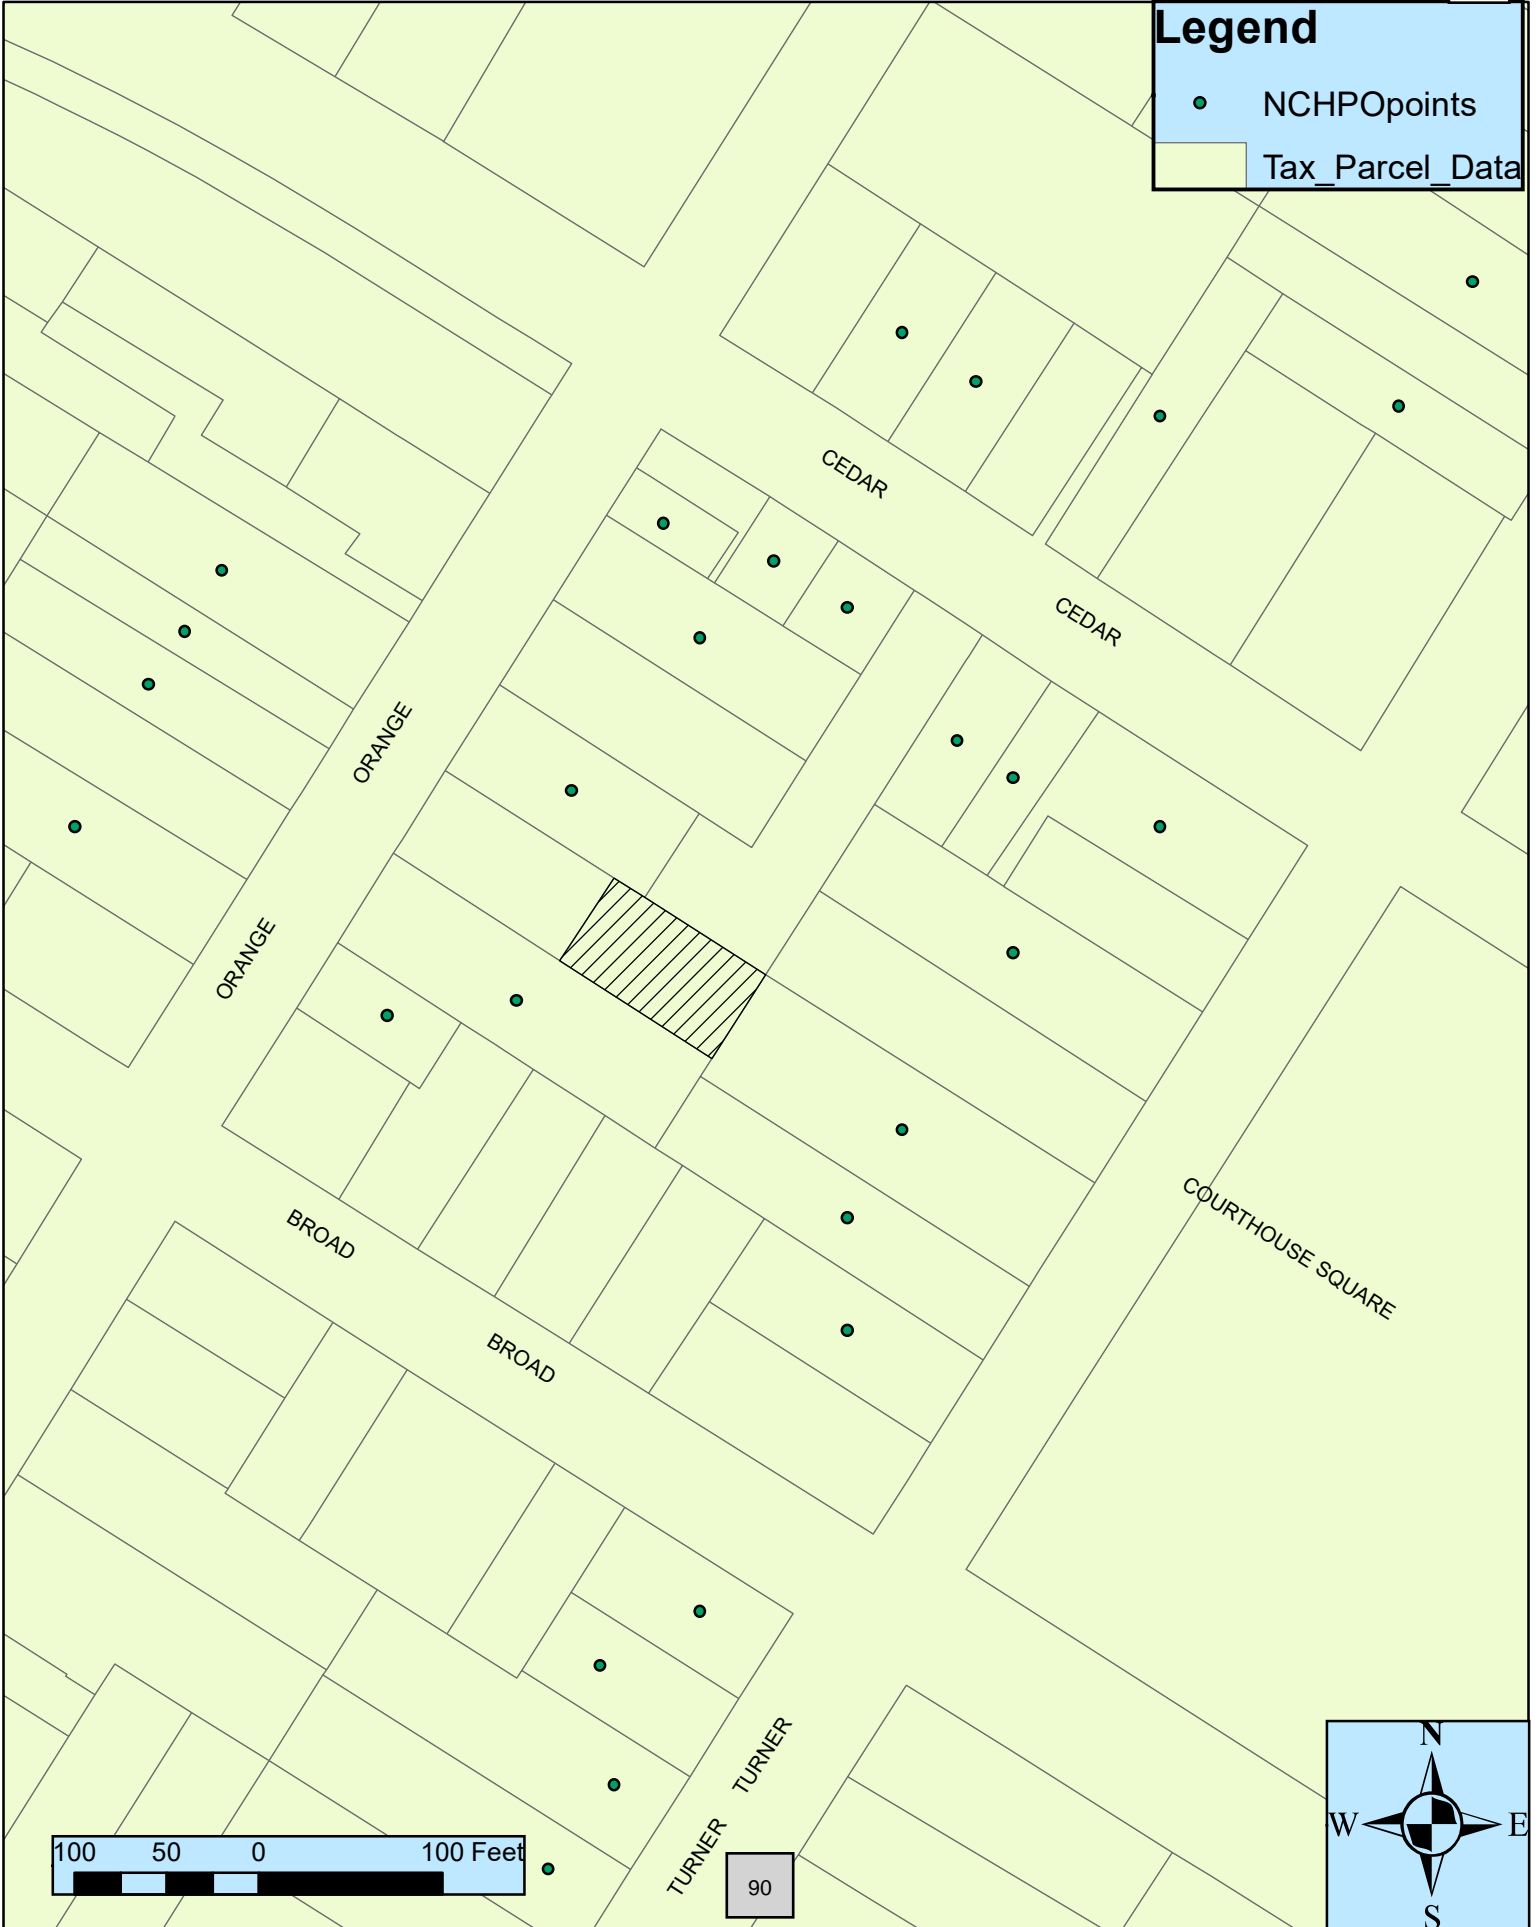 Legend
NCHPOpoints
Tax_Parcel_Data
CEDAR
CEDAR
ORANGE
ORANGE
COURTHOUSE SQUARE
BROAD
BROAD
TURNER
TURNER
100 50 0 100 Feet
90
N
W E
S